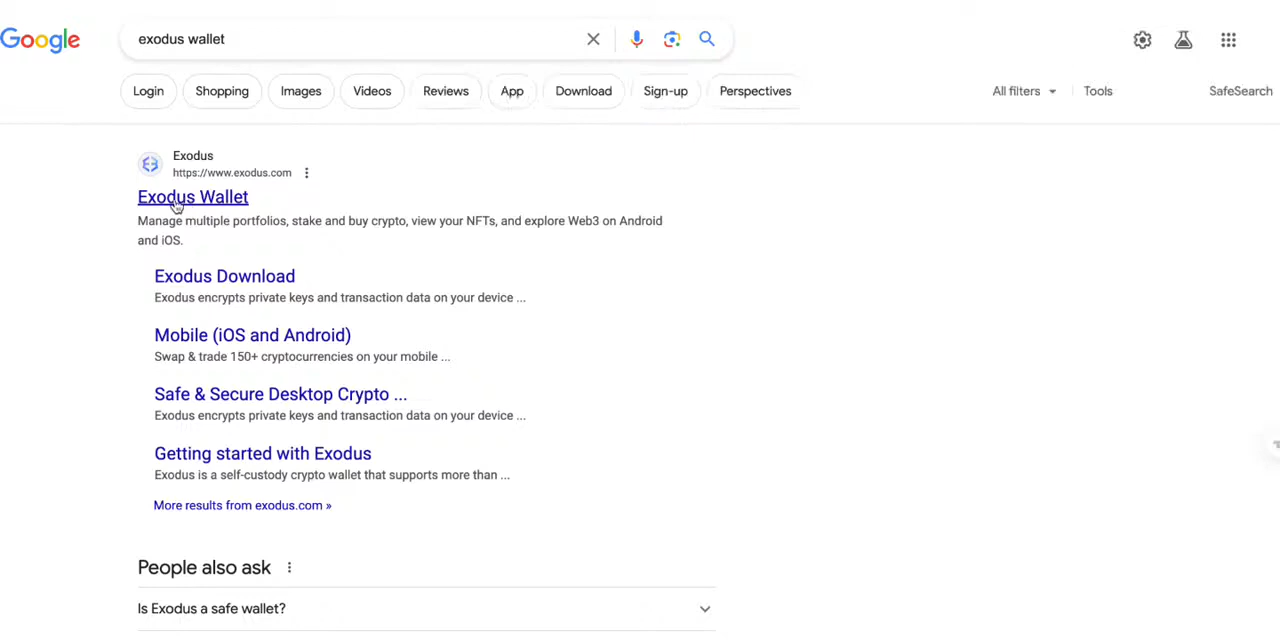 Google
exodus wallet
Login
Shopping
Images
Videos
Reviews
App
Download
Sign-up
Perspectives
All filters
Tools
SafeSearch
Exodus
https://www.exodus.com
Exodus Wallet
Manage multiple portfolios, stake and buy crypto, view your NFTs, and explore Web3 on Android
and iOS.
Exodus Download
Exodus encrypts private keys and transaction data on your device ...
Mobile (iOS and Android)
Swap & trade 150+ cryptocurrencies on your mobile ...
Safe & Secure Desktop Crypto ...
Exodus encrypts private keys and transaction data on your device ...
Getting started with Exodus
Exodus is a self-custody crypto wallet that supports more than ...
More results from exodus.com »
People also ask
Is Exodus a safe wallet?